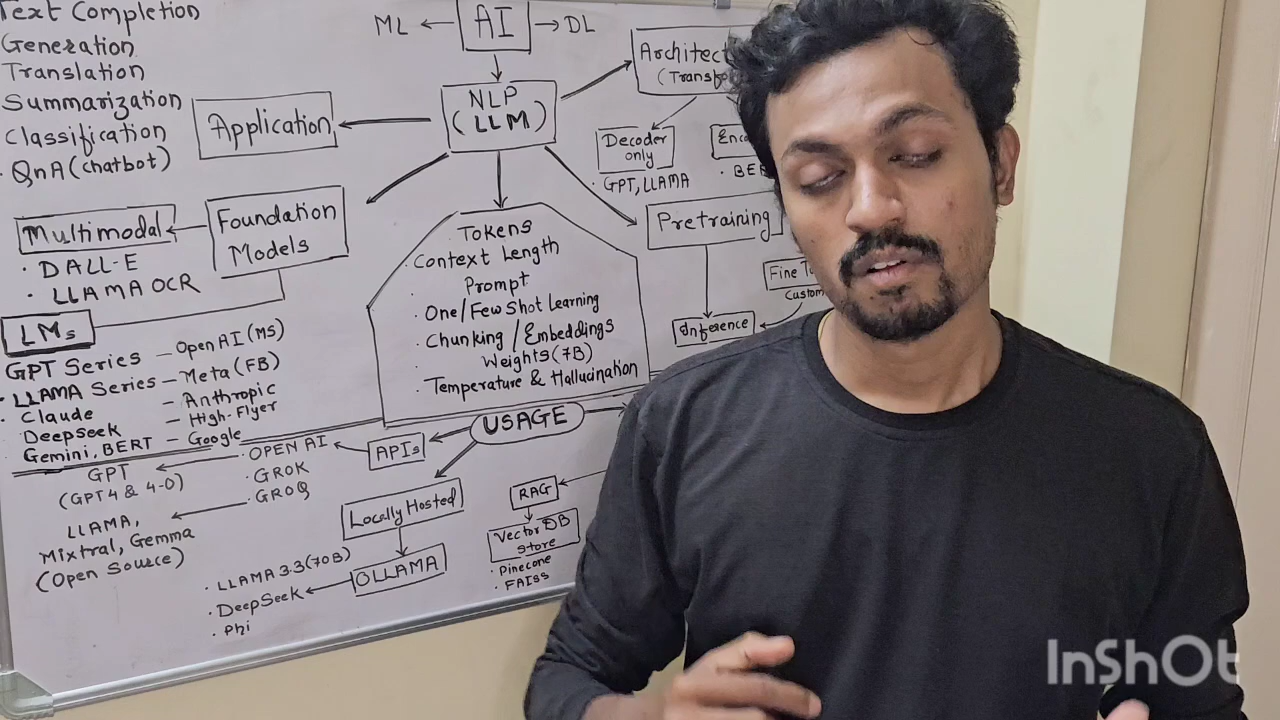 Text Completion
Generation
Translation
Summarization
Classification
· QnA (chatbot)
Application
ML ← AI → DL
NLP
(LLM)
Decoder
only
· GPT, LLAMA
Pretraining
Inference
Multimodal
· DALL-E
· LLAMA OCR
Foundation
Models
LMs
GPT Series – OpenAI (MS)
· LLAMA Series – Meta (FB)
· Claude – Anthropic
DeepSeek – High-Flyer
Gemini, BERT – Google
Tokens
· Context Length
Prompt
· One/Few Shot Learning
· Chunking / Embeddings
· Weights (7B)
· Temperature & Hallucination
USAGE
APIs
· OPEN AI
· GROK
· GROQ
GPT
(GPT 4 & 4-O)
LLAMA,
Mixtral, Gemma
(Open Source)
Locally Hosted
OLLAMA
· LLAMA 3.3 (70B)
· DeepSeek
· Phi
RAG
Vector DB
store
· Pinecone
· FAISS
InShOt